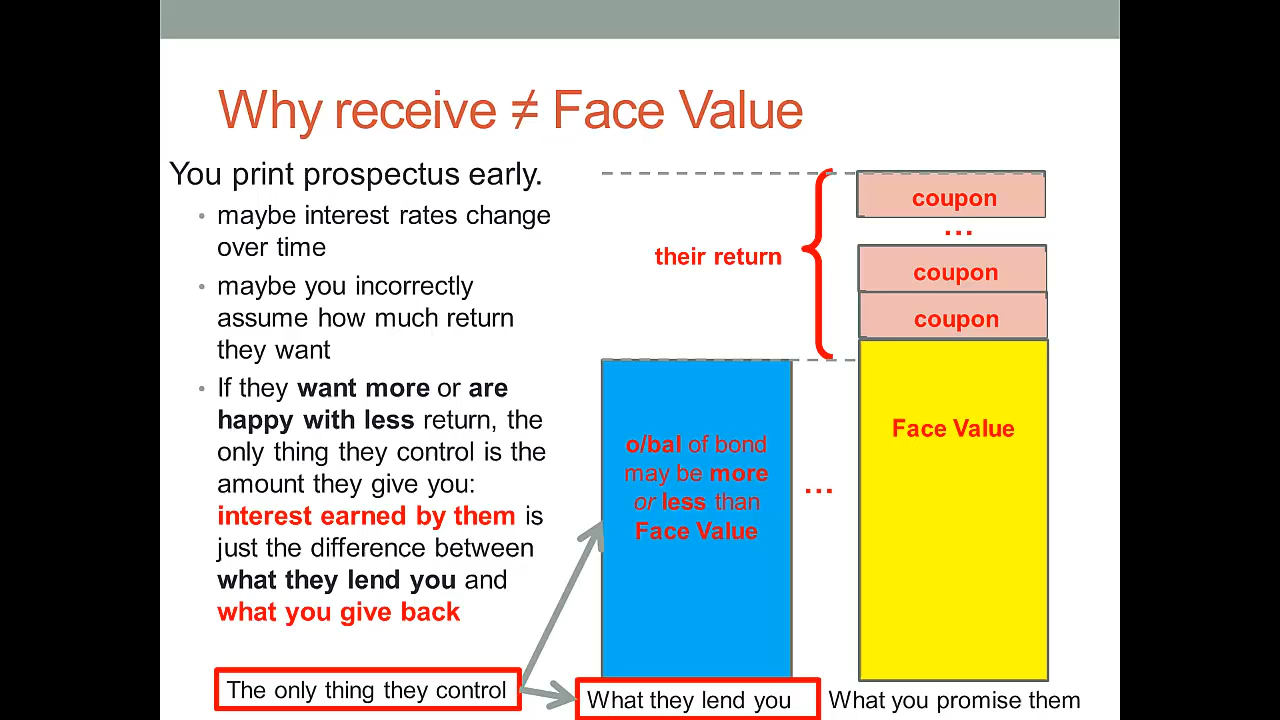 Why receive ≠ Face Value
You print prospectus early.
• maybe interest rates change
over time
• maybe you incorrectly
assume how much return
they want
• If they want more or are
happy with less return, the
only thing they control is the
amount they give you:
interest earned by them is
just the difference between
what they lend you and
what you give back
The only thing they control
their return
o/bal of bond
may be more
or less than
Face Value
What they lend you
...
coupon
...
coupon
coupon
Face Value
What you promise them